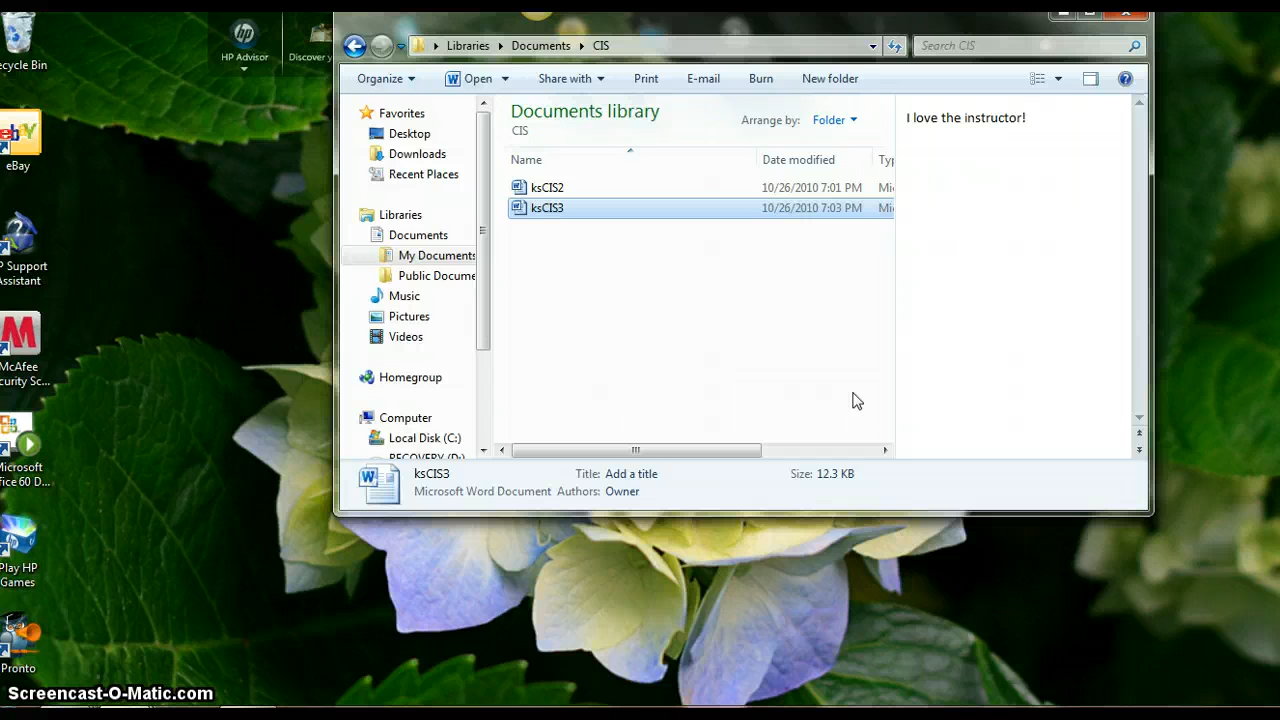 ecycle Bin
HP Advisor
Discover y
Libraries Documents CIS
Search CIS
Organize Open Share with Print E-mail Burn New folder
Favorites
Desktop
Downloads
Recent Places
Libraries
Documents
My Documents
Public Docume
Music
Pictures
Videos
Homegroup
Computer
Local Disk (C:)
RECOVERY (D:)
Documents library
CIS
Arrange by: Folder
Name Date modified Typ
ksCIS2 10/26/2010 7:01 PM Mic
ksCIS3 10/26/2010 7:03 PM Mic
I love the instructor!
ksCIS3 Title: Add a title Size: 12.3 KB
Microsoft Word Document Authors: Owner
eBay
P Support
Assistant
McAfee
curity Sc...
Microsoft
ffice 60 D...
Play HP
Games
Pronto
Screencast-O-Matic.com